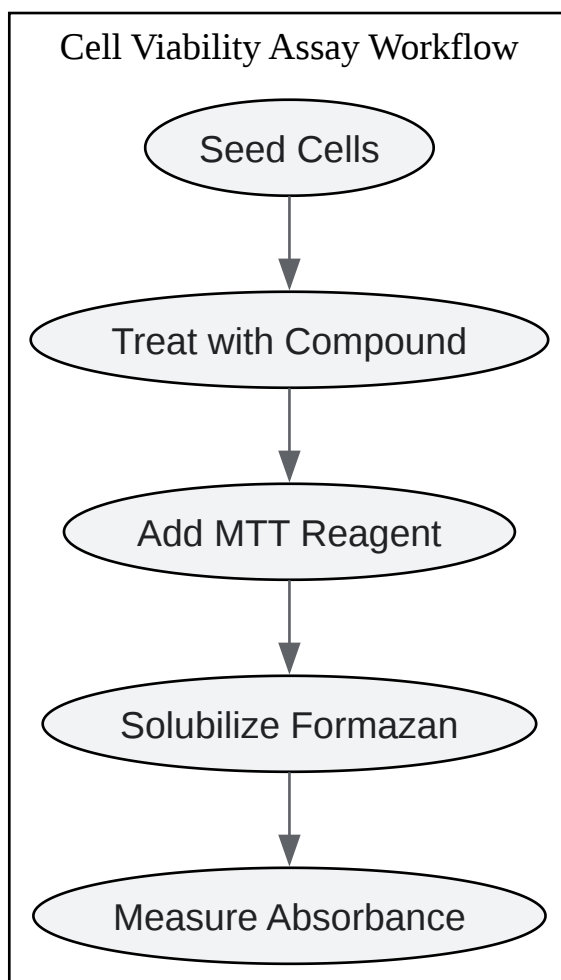 Cell Viability Assay Workflow
Seed Cells
Treat with Compound
Add MTT Reagent
Solubilize Formazan
Measure Absorbance